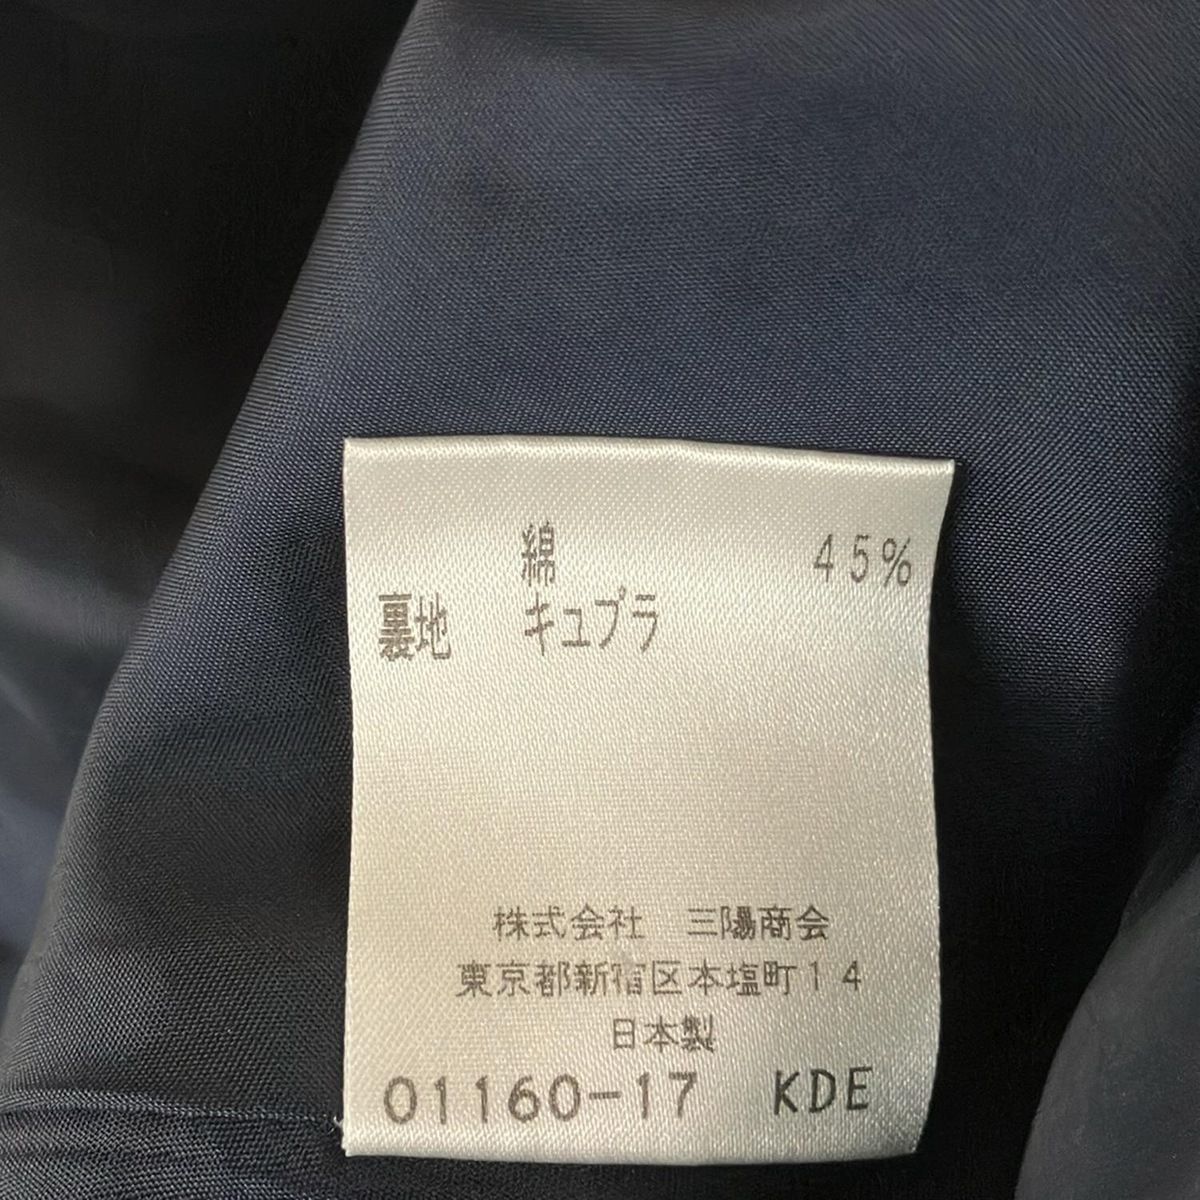 綿 45%
裏地 キュプラ
株式会社 三陽商会
東京都新宿区本塩町14
日本製
01160-17 KDE